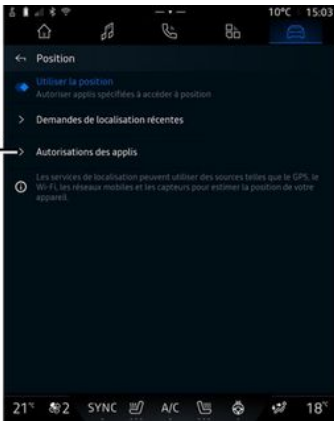 10°C 15:03
Position
Utiliser la position
Autoriser applis spécifiées à accéder à position
Demandes de localisation récentes
Autorisations des applis
Les services de localisation peuvent utiliser des sources telles que le GPS, le
Wi-Fi, les réseaux mobiles et les capteurs pour estimer la position de votre
appareil.
21° 2 SYNC A/C 18°